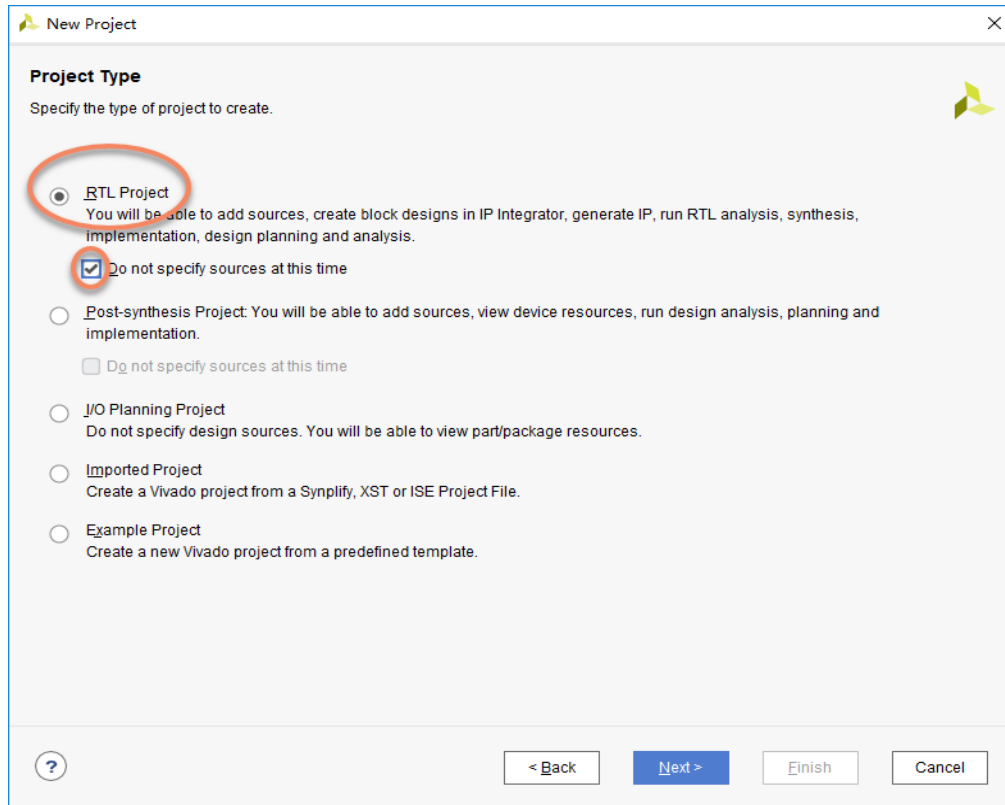 New Project
Project Type
Specify the type of project to create.
RTL Project
You will be able to add sources, create block designs in IP Integrator, generate IP, run RTL analysis, synthesis,
implementation, design planning and analysis.
Do not specify sources at this time
Post-synthesis Project: You will be able to add sources, view device resources, run design analysis, planning and
implementation.
Do not specify sources at this time
I/O Planning Project
Do not specify design sources. You will be able to view part/package resources.
Imported Project
Create a Vivado project from a Synplify, XST or ISE Project File.
Example Project
Create a new Vivado project from a predefined template.
? < Back Next > Finish Cancel